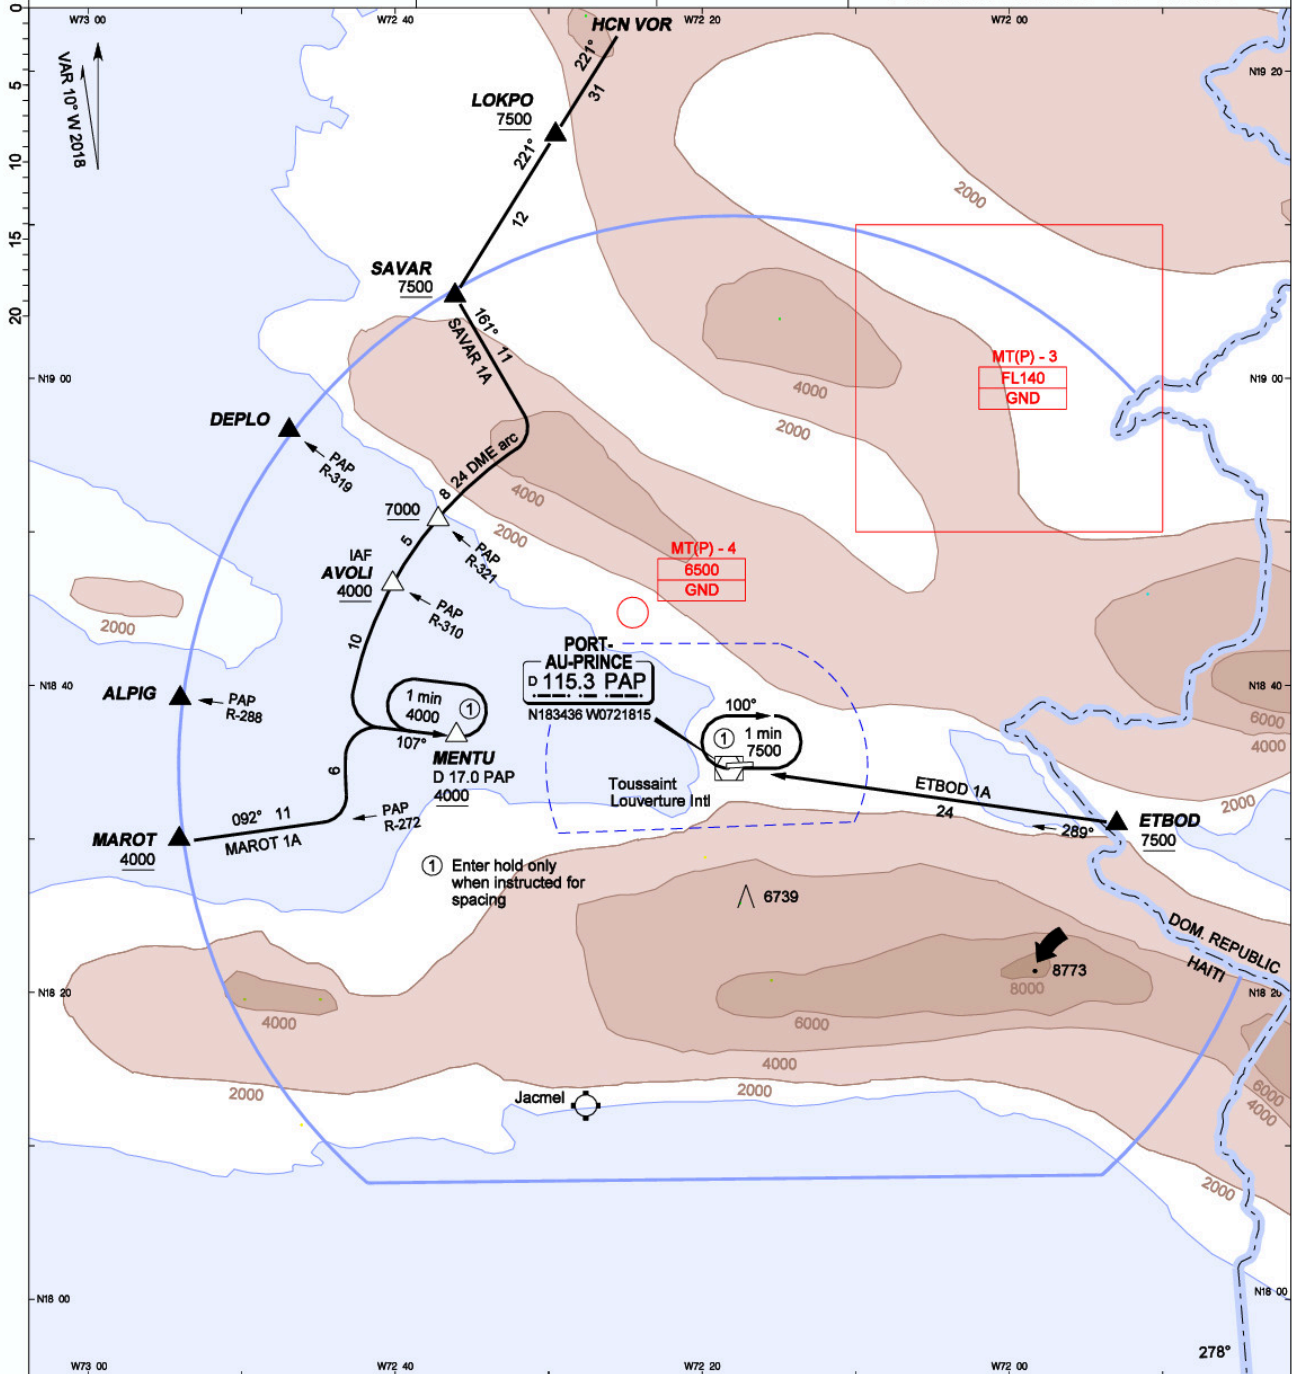 0
5
10
15
20
W73 00
W72 40
W72 20
W72 00
VAR 10° W 2018
HCN VOR
221°
31
N19 20
LOKPO
7500
221°
12
2000
SAVAR
7500
161°
11
SAVAR 1A
N19 00
N19 00
MT(P) - 3
FL140
GND
4000
2000
DEPLO
PAP
R-319
24 DME arc
8
4000
2000
7000
PAP
R-321
5
IAF
AVOLI
4000
PAP
R-310
MT(P) - 4
6500
GND
2000
10
PORT-
AU-PRINCE
D 115.3 PAP
N183436 W0721815
N18 40
N18 40
ALPIG
PAP
R-288
1 min
4000
1
107°
MENTU
D 17.0 PAP
4000
100°
1
1 min
7500
6000
4000
2000
Toussaint
Louverture Intl
ETBOD 1A
24
289°
ETBOD
7500
6
PAP
R-272
092° 11
MAROT 1A
MAROT
4000
1 Enter hold only
when instructed for
spacing
6739
8773
8000
DOM. REPUBLIC
HAITI
N18 20
N18 20
4000
6000
4000
2000
2000
6000
4000
Jacmel
2000
N18 00
N18 00
278°
W73 00
W72 40
W72 20
W72 00